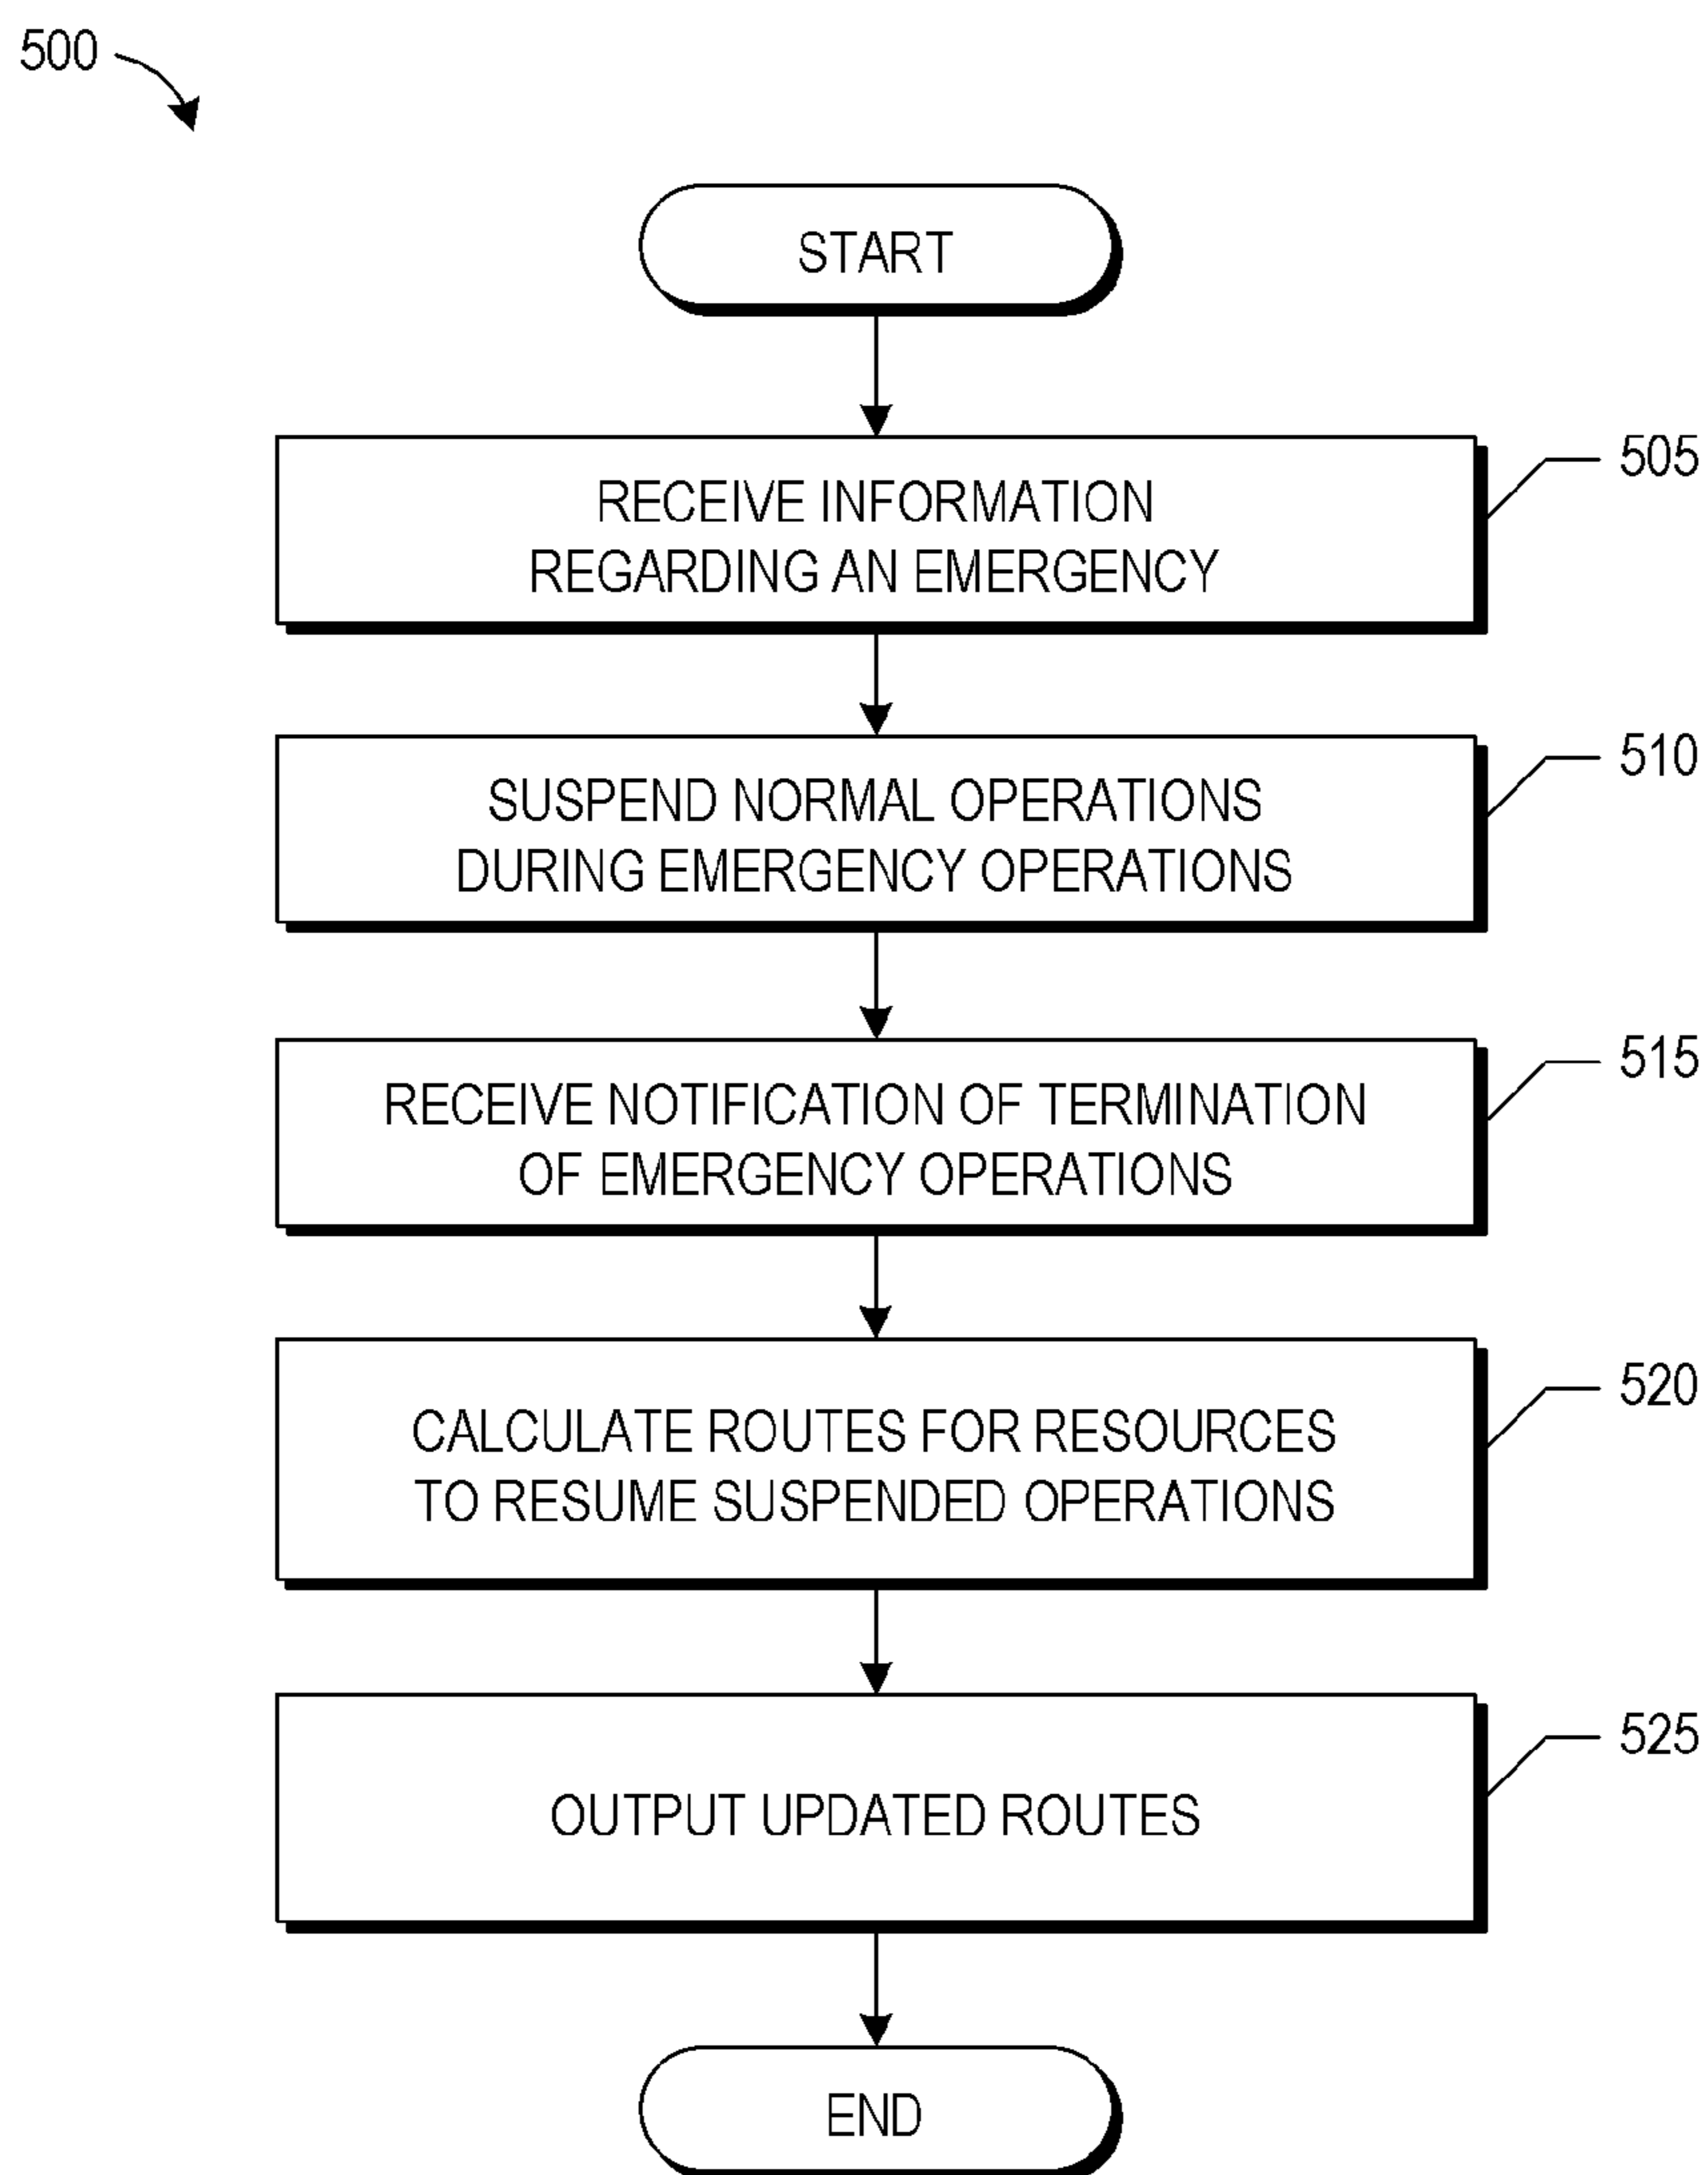 500
START
RECEIVE INFORMATION
REGARDING AN EMERGENCY
505
SUSPEND NORMAL OPERATIONS
DURING EMERGENCY OPERATIONS
510
RECEIVE NOTIFICATION OF TERMINATION
OF EMERGENCY OPERATIONS
515
CALCULATE ROUTES FOR RESOURCES
TO RESUME SUSPENDED OPERATIONS
520
OUTPUT UPDATED ROUTES
525
END